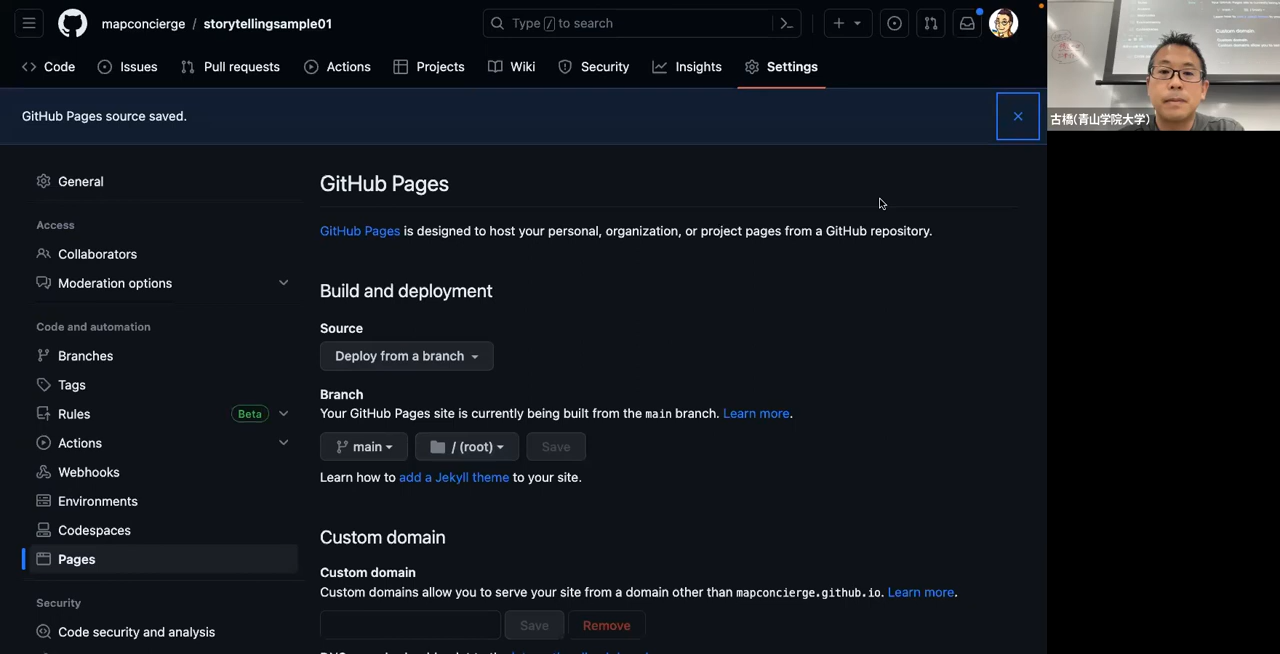 mapconcierge / storytellingsample01
Type / to search
Code
Issues
Pull requests
Actions
Projects
Wiki
Security
Insights
Settings
GitHub Pages source saved.
General
Access
Collaborators
Moderation options
Code and automation
Branches
Tags
Rules
Beta
Actions
Webhooks
Environments
Codespaces
Pages
Security
Code security and analysis
GitHub Pages
GitHub Pages is designed to host your personal, organization, or project pages from a GitHub repository.
Build and deployment
Source
Deploy from a branch
Branch
Your GitHub Pages site is currently being built from the main branch. Learn more.
main
/ (root)
Save
Learn how to add a Jekyll theme to your site.
Custom domain
Custom domain
Custom domains allow you to serve your site from a domain other than mapconcierge.github.io. Learn more.
Save
Remove
古橋(青山学院大学)